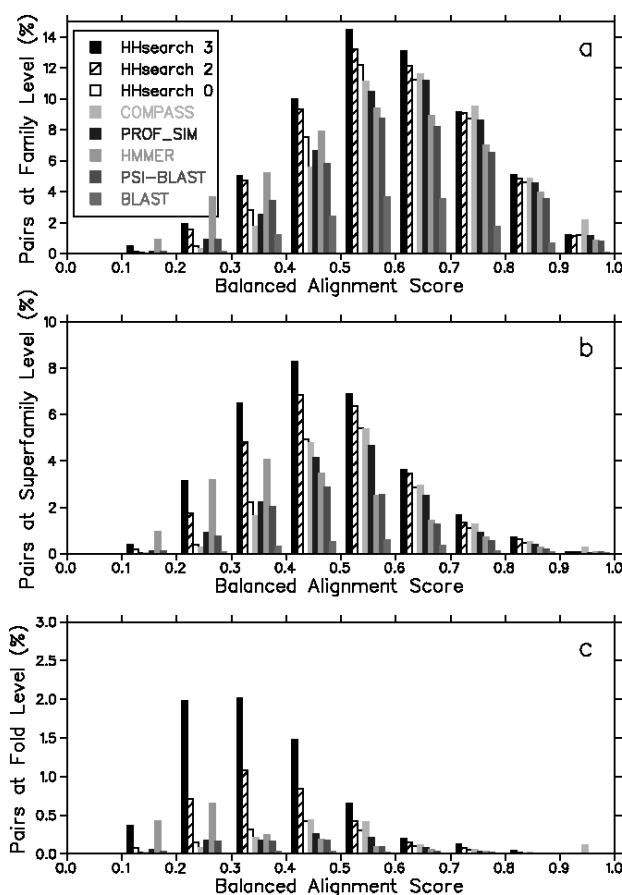 Pairs at Family Level (%)
14
12
10
8
6
4
2
0
a
HHsearch 3
HHsearch 2
HHsearch 0
COMPASS
PROF_SIM
HMMER
PSI-BLAST
BLAST
0.0 0.1 0.2 0.3 0.4 0.5 0.6 0.7 0.8 0.9 1.0
Balanced Alignment Score
Pairs at Superfamily Level (%)
10
8
6
4
2
0
b
0.0 0.1 0.2 0.3 0.4 0.5 0.6 0.7 0.8 0.9 1.0
Balanced Alignment Score
Pairs at Fold Level (%)
3.0
2.5
2.0
1.5
1.0
0.5
0.0
c
0.0 0.1 0.2 0.3 0.4 0.5 0.6 0.7 0.8 0.9 1.0
Balanced Alignment Score